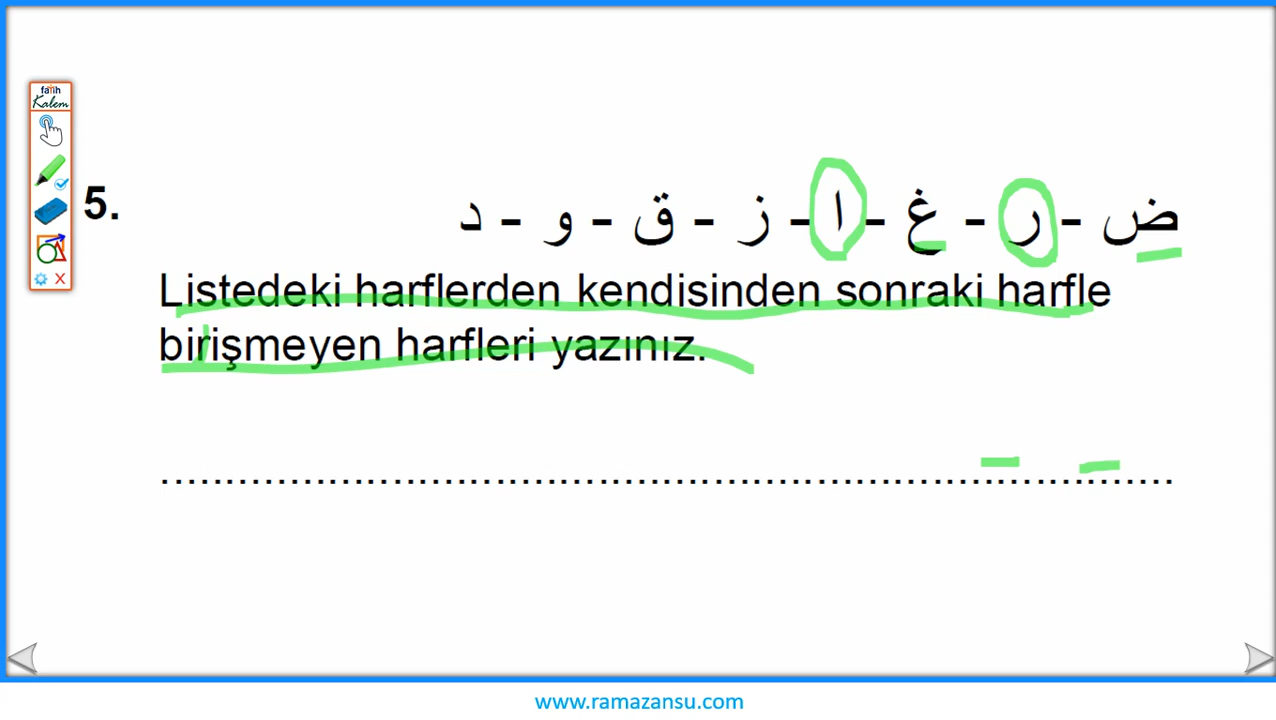 fatih
Kalem
5.
ض - ر - غ - ا - ز - ق - و - د
Listedeki harflerden kendisinden sonraki harfle
birişmeyen harfleri yazınız.
................................................................................
www.ramazansu.com